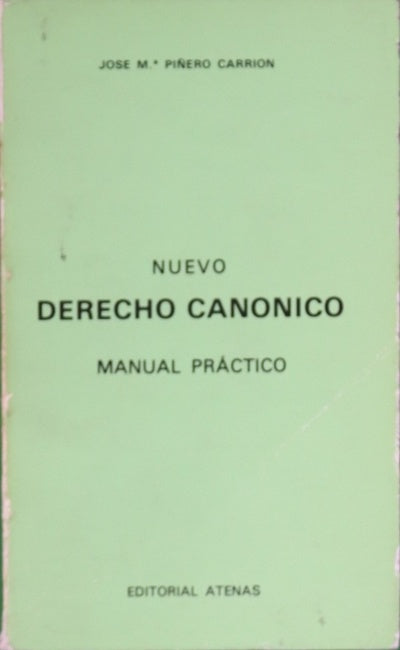 JOSE M.ª PIÑERO CARRION
NUEVO
DERECHO CANONICO
MANUAL PRÁCTICO
EDITORIAL ATENAS